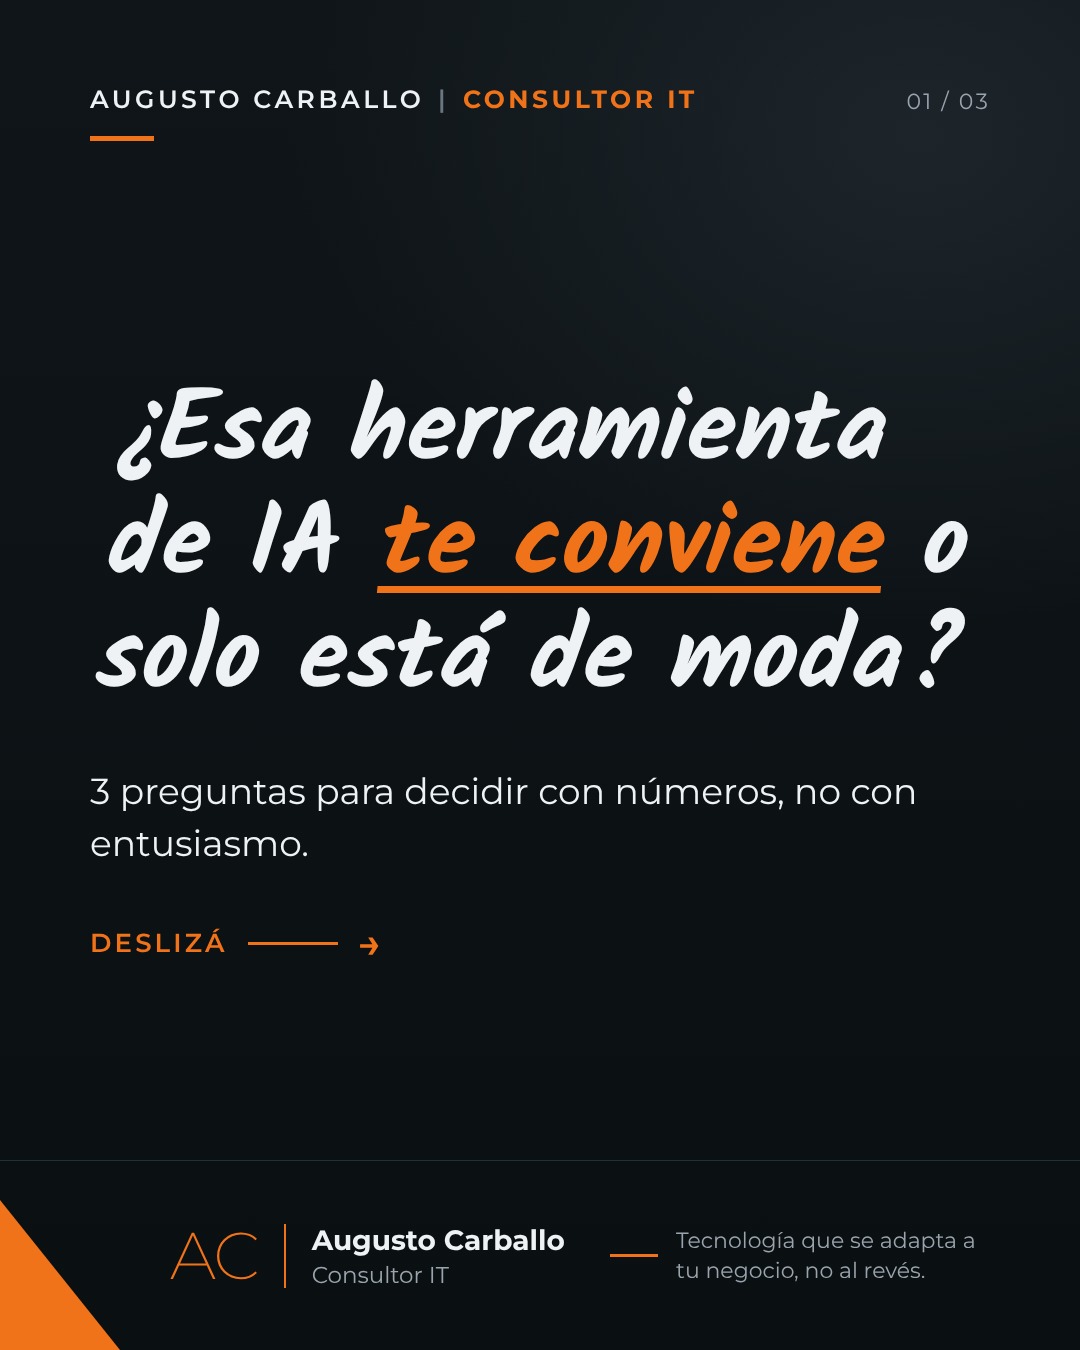 AUGUSTO CARBALLO | CONSULTOR IT
01 / 03
¿Esa herramienta
de IA te conviene o
solo está de moda?
3 preguntas para decidir con números, no con
entusiasmo.
DESLIZÁ →
AC
Augusto Carballo
Consultor IT
Tecnología que se adapta a
tu negocio, no al revés.